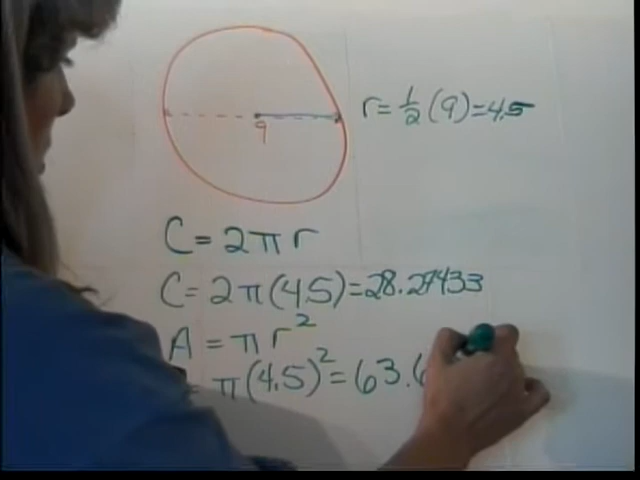 9
r = 1/2 (9) = 4.5
C = 2πr
C = 2π(4.5) = 28.27433
A = πr²
π(4.5)² = 63.6